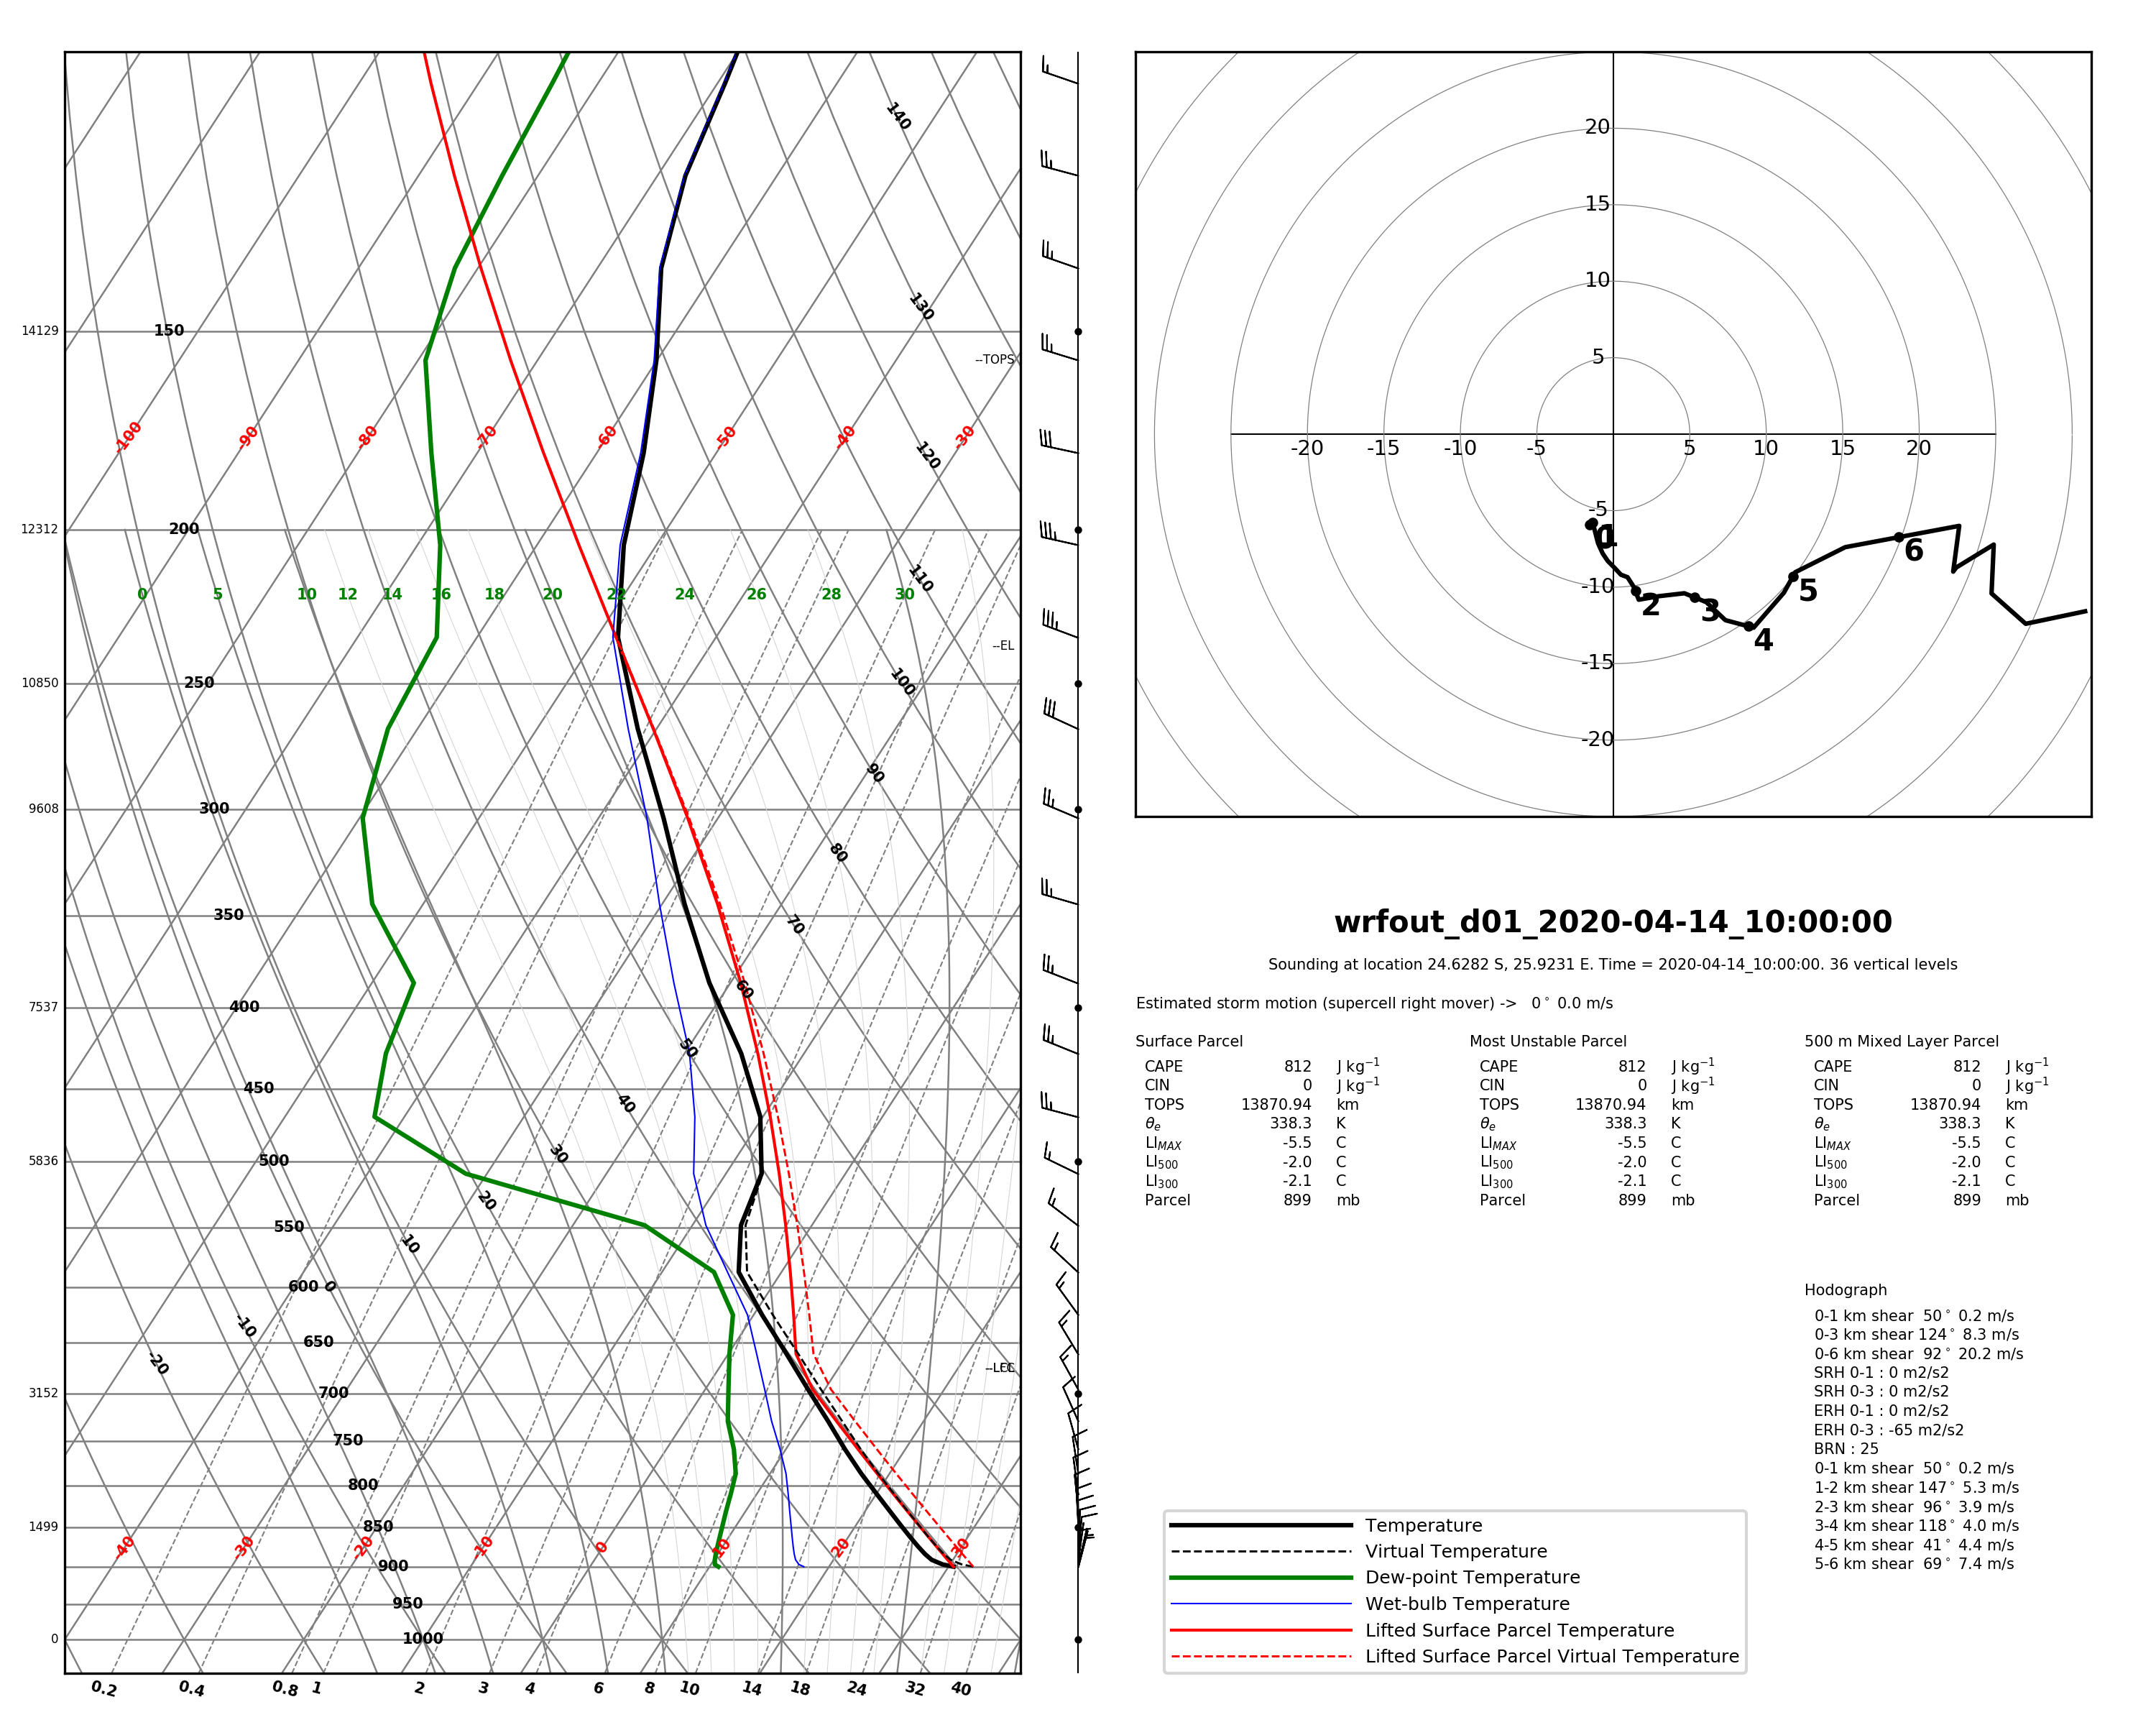 140
130
120
110
100
90
80
70
60
50
40
30
20
10
0
-10
-20
14129 150
--TOPS
-100 -90 -80 -70 -60 -50 -40 -30
12312 200
0 5 10 12 14 16 18 20 22 24 26 28 30
--EL
10850 250
9608 300
350
7537 400
450
5836 500
550
600
650
3152 700
750
800
1499 850
-40 -30 -20 -10 0 10 20 30
900
950
0 1000
0.2 0.4 0.8 1 2 3 4 6 8 10 14 18 24 32 40
20
15
10
5
-20 -15 -10 -5 5 10 15 20
-5
-10
-15
-20
2
3
4
5
6
wrfout_d01_2020-04-14_10:00:00
Sounding at location 24.6282 S, 25.9231 E. Time = 2020-04-14_10:00:00. 36 vertical levels
Estimated storm motion (supercell right mover) -> 0° 0.0 m/s
Surface Parcel
CAPE 812 J kg⁻¹
CIN 0 J kg⁻¹
TOPS 13870.94 km
θe 338.3 K
LI MAX -5.5 C
LI500 -2.0 C
LI300 -2.1 C
Parcel 899 mb
Most Unstable Parcel
CAPE 812 J kg⁻¹
CIN 0 J kg⁻¹
TOPS 13870.94 km
θe 338.3 K
LI MAX -5.5 C
LI500 -2.0 C
LI300 -2.1 C
Parcel 899 mb
500 m Mixed Layer Parcel
CAPE 812 J kg⁻¹
CIN 0 J kg⁻¹
TOPS 13870.94 km
θe 338.3 K
LI MAX -5.5 C
LI500 -2.0 C
LI300 -2.1 C
Parcel 899 mb
Hodograph
0-1 km shear 50° 0.2 m/s
0-3 km shear 124° 8.3 m/s
0-6 km shear 92° 20.2 m/s
SRH 0-1 : 0 m2/s2
SRH 0-3 : 0 m2/s2
ERH 0-1 : 0 m2/s2
ERH 0-3 : -65 m2/s2
BRN : 25
0-1 km shear 50° 0.2 m/s
1-2 km shear 147° 5.3 m/s
2-3 km shear 96° 3.9 m/s
3-4 km shear 118° 4.0 m/s
4-5 km shear 41° 4.4 m/s
5-6 km shear 69° 7.4 m/s
Temperature
Virtual Temperature
Dew-point Temperature
Wet-bulb Temperature
Lifted Surface Parcel Temperature
Lifted Surface Parcel Virtual Temperature